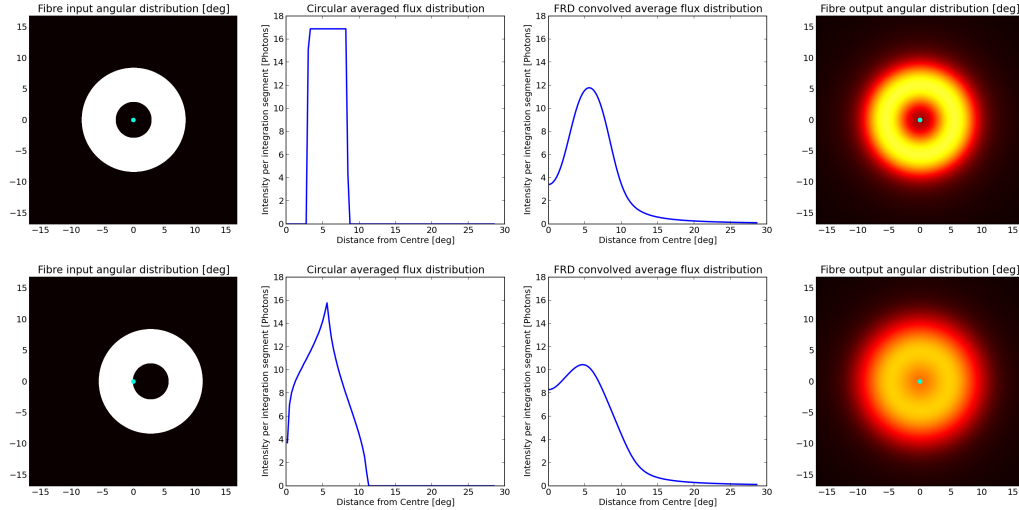 Fibre input angular distribution [deg]
Circular averaged flux distribution
FRD convolved average flux distribution
Fibre output angular distribution [deg]
15
10
5
0
−5
−10
−15
−15 −10 −5 0 5 10 15
Intensity per integration segment [Photons]
18
16
14
12
10
8
6
4
2
0
0 5 10 15 20 25 30
Distance from Centre [deg]
Intensity per integration segment [Photons]
18
16
14
12
10
8
6
4
2
0
0 5 10 15 20 25 30
Distance from Centre [deg]
15
10
5
0
−5
−10
−15
−15 −10 −5 0 5 10 15
Fibre input angular distribution [deg]
Circular averaged flux distribution
FRD convolved average flux distribution
Fibre output angular distribution [deg]
15
10
5
0
−5
−10
−15
−15 −10 −5 0 5 10 15
Intensity per integration segment [Photons]
18
16
14
12
10
8
6
4
2
0
0 5 10 15 20 25 30
Distance from Centre [deg]
Intensity per integration segment [Photons]
18
16
14
12
10
8
6
4
2
0
0 5 10 15 20 25 30
Distance from Centre [deg]
15
10
5
0
−5
−10
−15
−15 −10 −5 0 5 10 15